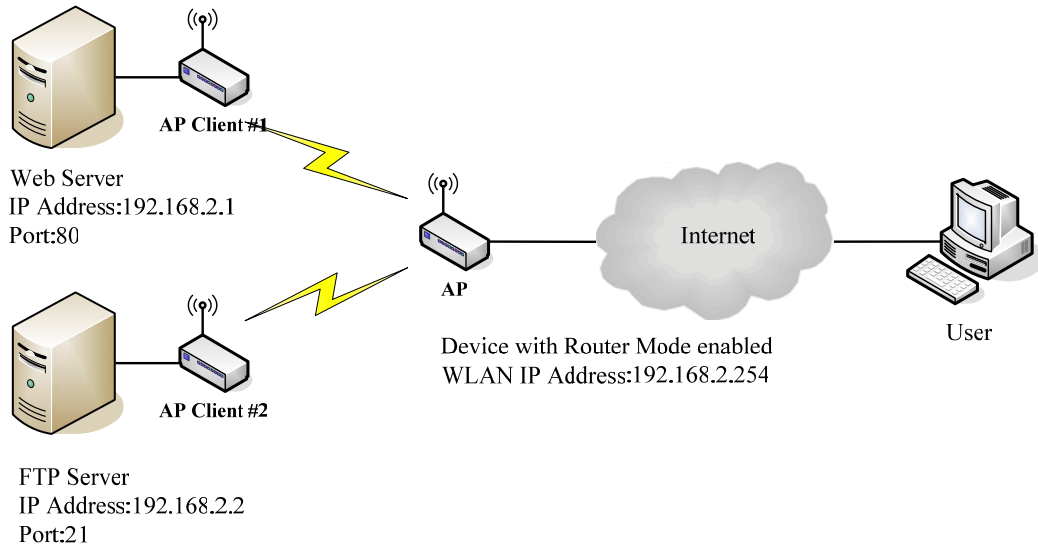 AP Client #1
Web Server
IP Address:192.168.2.1
Port:80
AP
Internet
User
Device with Router Mode enabled
WLAN IP Address:192.168.2.254
AP Client #2
FTP Server
IP Address:192.168.2.2
Port:21